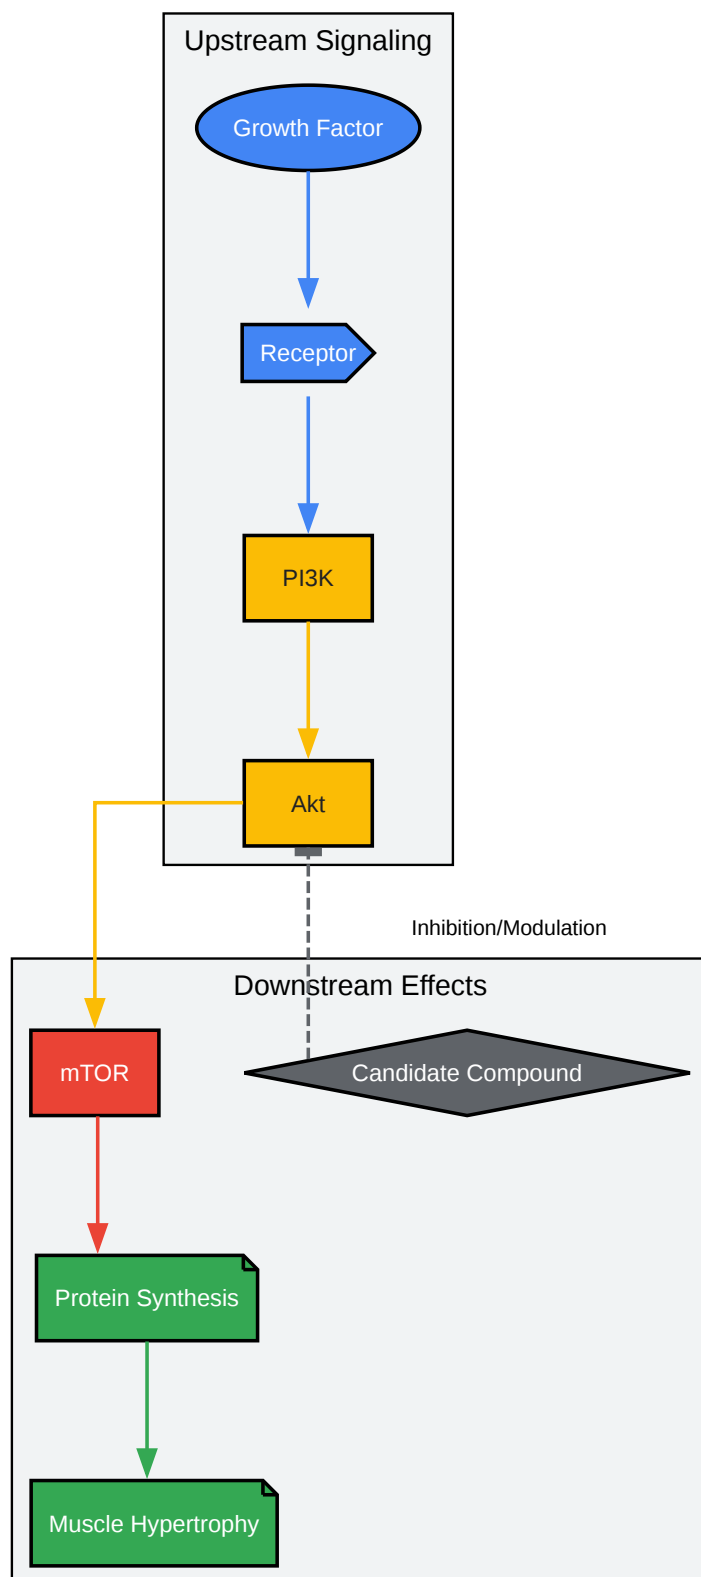 Upstream Signaling
Growth Factor
Receptor
PI3K
Akt
Inhibition/Modulation
Downstream Effects
mTOR
Candidate Compound
Protein Synthesis
Muscle Hypertrophy